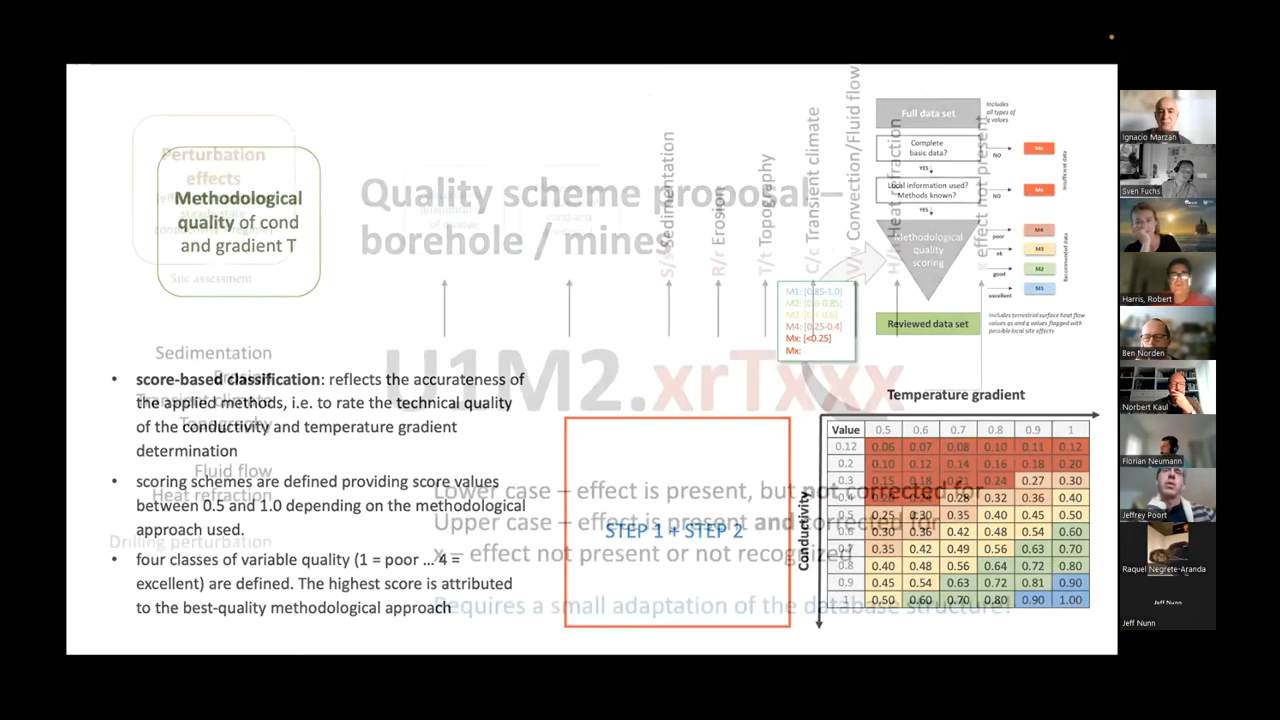 Perturbation
effects
Methodological
quality of cond
and gradient T
Site assessment
Quality scheme proposal –
borehole / mines
S/s Sedimentation
R/r Erosion
T/t Topography
C/c Transient climate
V/v Convection/Fluid flow
H/h Heat refraction
X effect not present
Full data set
Includes
all types of
q values
Complete
basic data?
NO
Mx
YES
Local information used?
Methods known?
NO
Mx
YES
Insufficient data
Methodological
quality
scoring
poor
M4
ok
M3
good
M2
excellent
M1
Recommended data
Reviewed data set
Includes terrestrial surface heat flow
values qs and q values flagged with
possible local site effects
M1: [0.85-1.0]
M2: [0.6-0.85]
M3: [0.4-0.6]
M4: [0.25-0.4]
Mx: [<0.25]
Mx:
U1M2.xrTxxx
Sedimentation
Erosion
Transient climate
Topography
Fluid flow
Heat refraction
Drilling perturbation
• score-based classification: reflects the accurateness of
the applied methods, i.e. to rate the technical quality
of the conductivity and temperature gradient
determination
• scoring schemes are defined providing score values
between 0.5 and 1.0 depending on the methodological
approach used.
• four classes of variable quality (1 = poor … 4 =
excellent) are defined. The highest score is attributed
to the best-quality methodological approach
Lower case – effect is present, but not corrected for
Upper case – effect is present and corrected for
x – effect not present or not recognized
Requires a small adaptation of the database structure!
STEP 1 + STEP 2
Temperature gradient
Conductivity
Value 0.5 0.6 0.7 0.8 0.9 1
0.12 0.06 0.07 0.08 0.10 0.11 0.12
0.2 0.10 0.12 0.14 0.16 0.18 0.20
0.3 0.15 0.18 0.21 0.24 0.27 0.30
0.4 0.28 0.32 0.36 0.40
0.5 0.25 0.30 0.35 0.40 0.45 0.50
0.6 0.30 0.36 0.42 0.48 0.54 0.60
0.7 0.35 0.42 0.49 0.56 0.63 0.70
0.8 0.40 0.48 0.56 0.64 0.72 0.80
0.9 0.45 0.54 0.63 0.72 0.81 0.90
1 0.50 0.60 0.70 0.80 0.90 1.00
Ignacio Marzan
Sven Fuchs
Harris, Robert
Ben Norden
Norbert Kaul
Florian Neumann
Jeffrey Poort
Raquel Negrete-Aranda
Jeff Nunn
Jeff Nunn